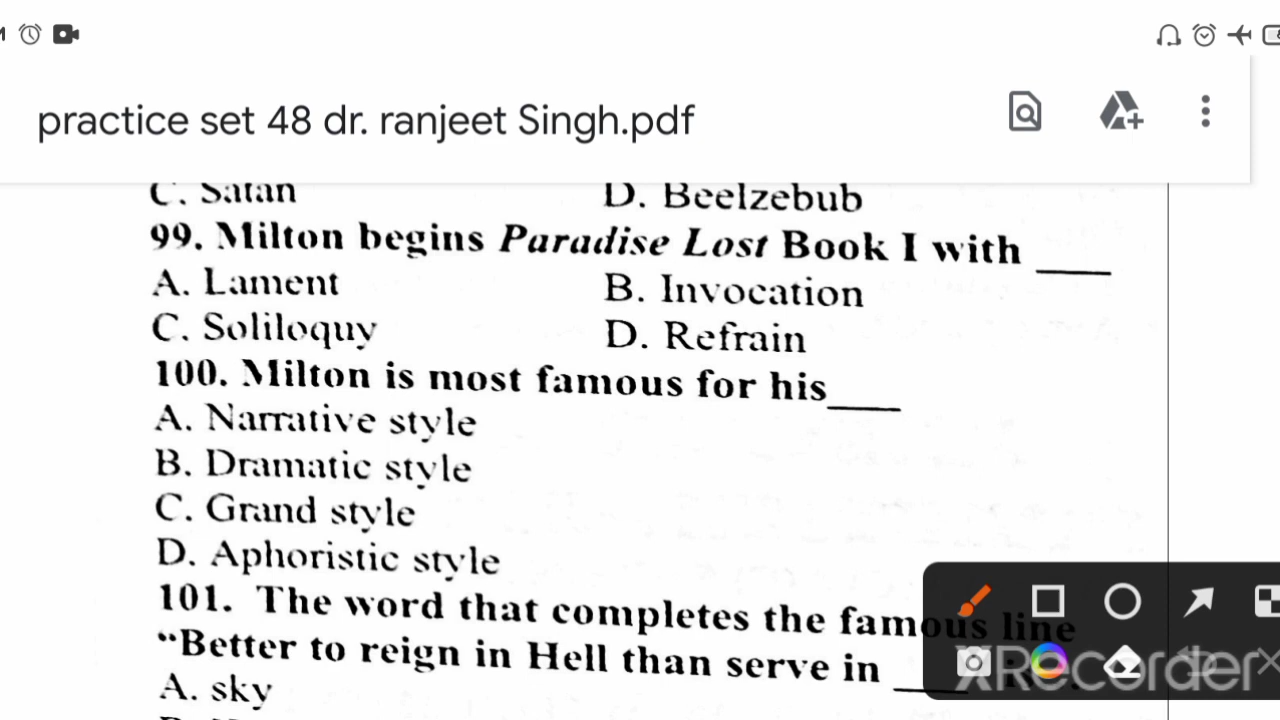 practice set 48 dr. ranjeet Singh.pdf
C. Satan D. Beelzebub
99. Milton begins Paradise Lost Book I with ____
A. Lament B. Invocation
C. Soliloquy D. Refrain
100. Milton is most famous for his____
A. Narrative style
B. Dramatic style
C. Grand style
D. Aphoristic style
101. The word that completes the famous line
“Better to reign in Hell than serve in ____
XRecorder
A. sky